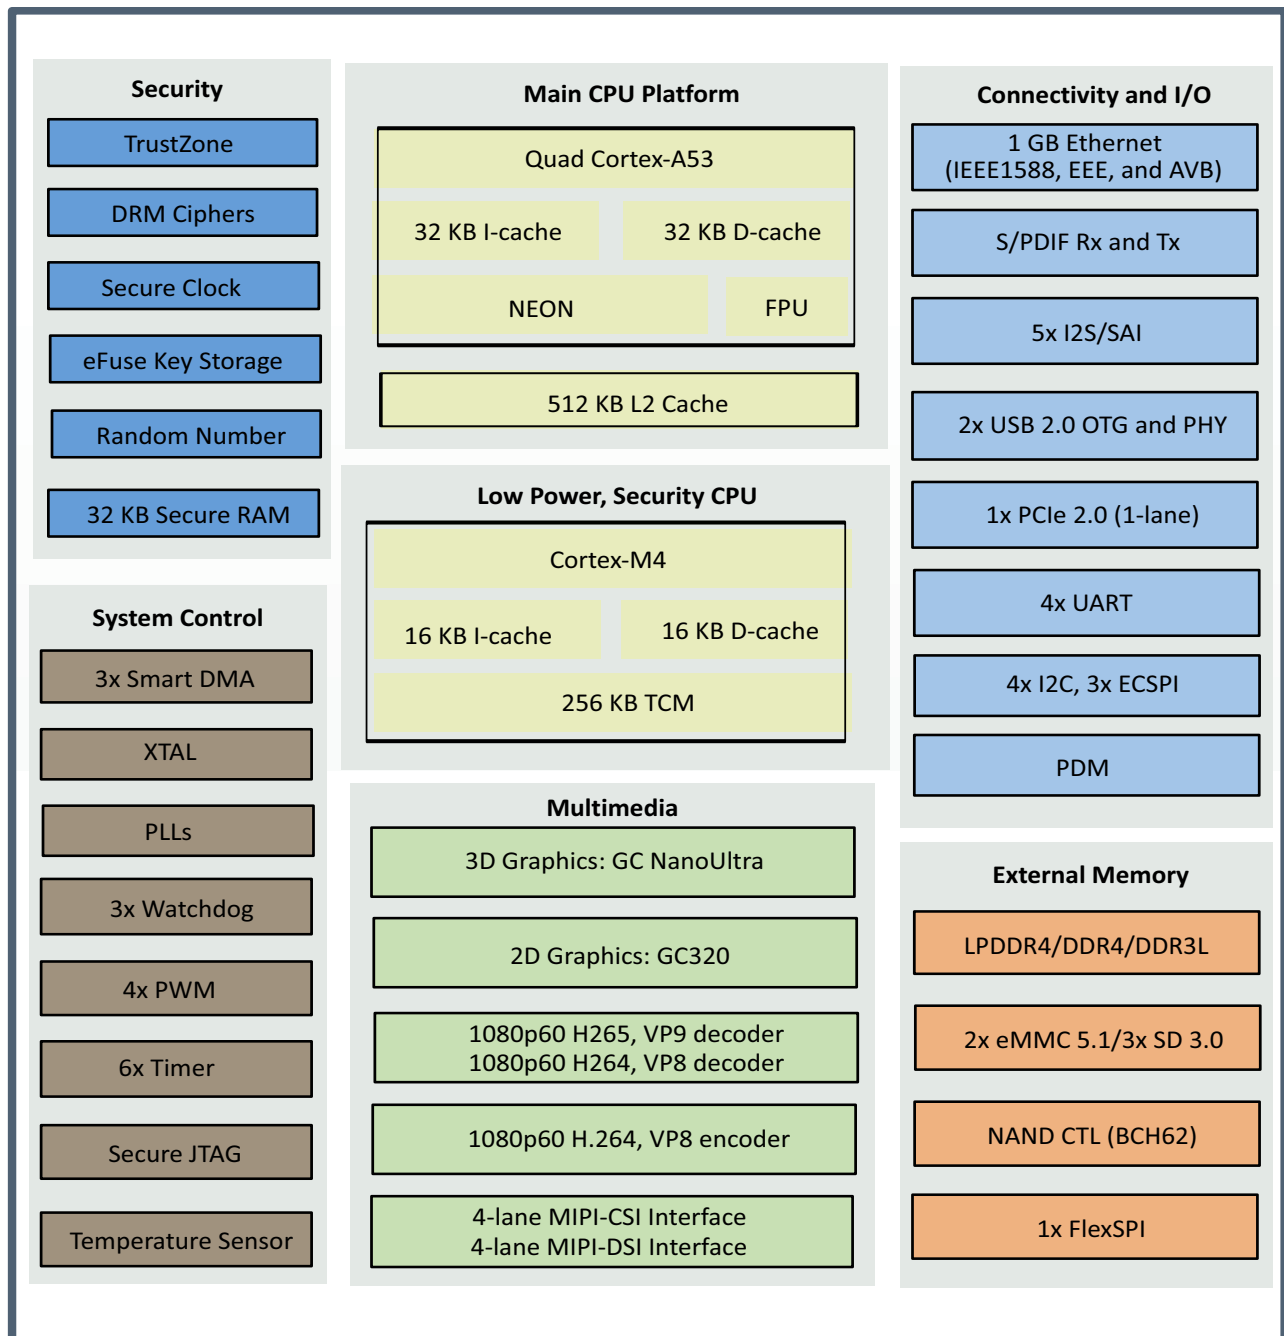 Security
TrustZone
DRM Ciphers
Secure Clock
eFuse Key Storage
Random Number
32 KB Secure RAM
System Control
3x Smart DMA
XTAL
PLLs
3x Watchdog
4x PWM
6x Timer
Secure JTAG
Temperature Sensor
Main CPU Platform
Quad Cortex-A53
32 KB I-cache
32 KB D-cache
NEON
FPU
512 KB L2 Cache
Low Power, Security CPU
Cortex-M4
16 KB I-cache
16 KB D-cache
256 KB TCM
Multimedia
3D Graphics: GC NanoUltra
2D Graphics: GC320
1080p60 H265, VP9 decoder
1080p60 H264, VP8 decoder
1080p60 H.264, VP8 encoder
4-lane MIPI-CSI Interface
4-lane MIPI-DSI Interface
Connectivity and I/O
1 GB Ethernet
(IEEE1588, EEE, and AVB)
S/PDIF Rx and Tx
5x I2S/SAI
2x USB 2.0 OTG and PHY
1x PCIe 2.0 (1-lane)
4x UART
4x I2C, 3x ECSPI
PDM
External Memory
LPDDR4/DDR4/DDR3L
2x eMMC 5.1/3x SD 3.0
NAND CTL (BCH62)
1x FlexSPI